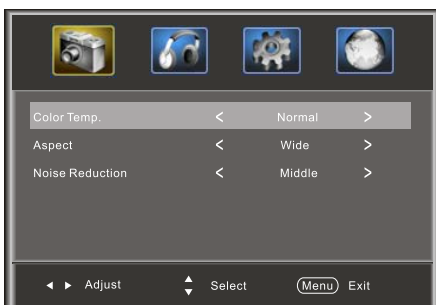 Color Temp. < Normal >
Aspect < Wide >
Noise Reduction < Middle >
Adjust Select Menu Exit